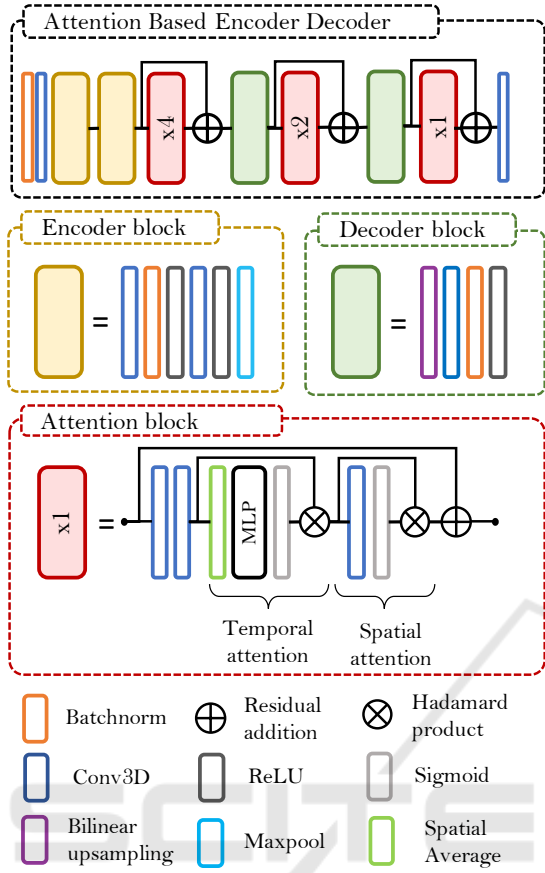 Attention Based Encoder Decoder
x4
x2
x1
Encoder block
=
Decoder block
=
Attention block
x1
=
MLP
Temporal
attention
Spatial
attention
Batchnorm
Residual
addition
Hadamard
product
Conv3D
ReLU
Sigmoid
Bilinear
upsampling
Maxpool
Spatial
Average
SCITE